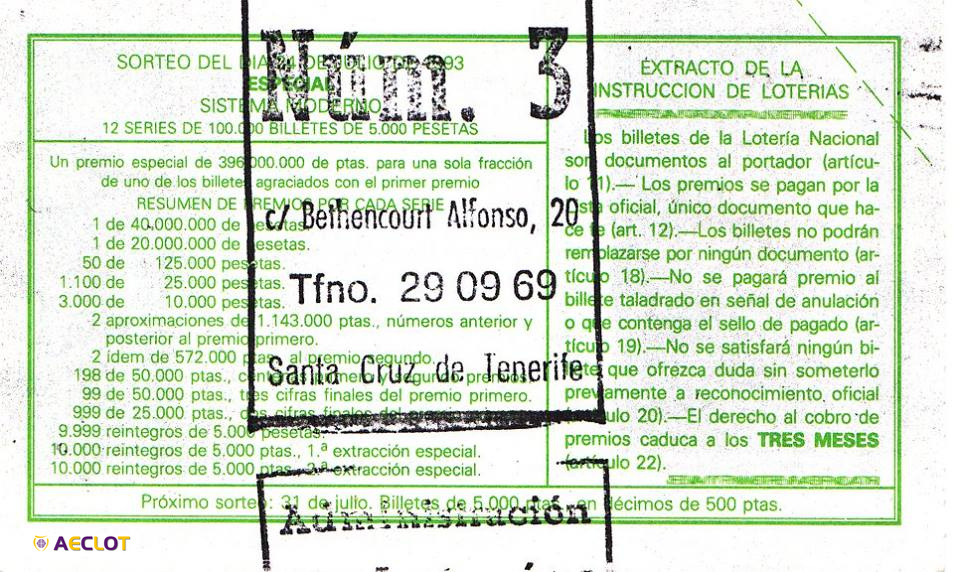 SORTEO DEL DIA 24 DE JULIO DE 1993
ESPECIAL
SISTEMA MODERNO
12 SERIES DE 100.000 BILLETES DE 5.000 PESETAS
Un premio especial de 396.000.000 de ptas. para una sola fracción
de uno de los billetes agraciados con el primer premio
RESUMEN DE PREMIOS POR CADA SERIE
1 de 40.000.000 de pesetas.
1 de 20.000.000 de pesetas.
50 de 125.000 pesetas.
1.100 de 25.000 pesetas.
3.000 de 10.000 pesetas.
2 aproximaciones de 1.143.000 ptas., números anterior y
posterior al premio primero.
2 ídem de 572.000 ptas., al premio segundo.
198 de 50.000 ptas., centenas primero y segundo premios.
99 de 50.000 ptas., tres cifras finales del premio primero.
999 de 25.000 ptas., dos cifras finales del premio primero.
9.999 reintegros de 5.000 pesetas
10.000 reintegros de 5.000 ptas., 1.ª extracción especial.
10.000 reintegros de 5.000 ptas., 2.ª extracción especial.
EXTRACTO DE LA
INSTRUCCION DE LOTERIAS
Los billetes de la Lotería Nacional
son documentos al portador (artícu-
lo 11).— Los premios se pagan por la
lista oficial, único documento que ha-
ce fe (art. 12).—Los billetes no podrán
remplazarse por ningún documento (ar-
tículo 18).—No se pagará premio al
billete taladrado en señal de anulación
o que contenga el sello de pagado (ar-
tículo 19).—No se satisfará ningún bi-
llete que ofrezca duda sin someterlo
previamente a reconocimiento oficial
(artículo 20).—El derecho al cobro de
premios caduca a los TRES MESES
(artículo 22).
Próximo sorteo: 31 de julio. Billetes de 5.000 ptas., en décimos de 500 ptas.
Núm. 3
c/ Bethencourt Alfonso, 20
Tfno. 29 09 69
Santa Cruz de Tenerife
Administración
AECLOT